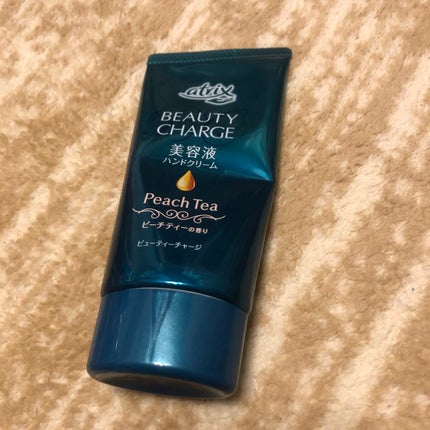 atrix
BEAUTY
CHARGE
美容液
ハンドクリーム
Peach Tea
ピーチティーの香り
ビューティーチャージ